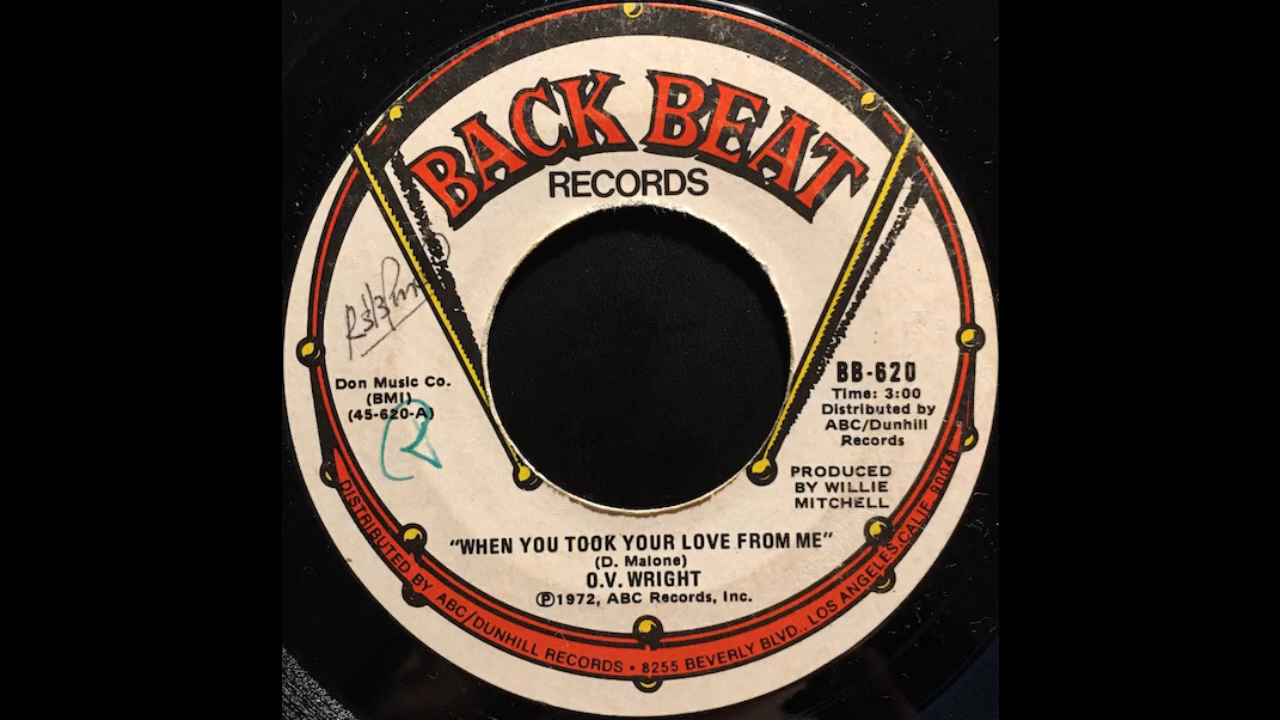 BACK BEAT
RECORDS
Don Music Co.
(BMI)
(45-620-A)
2
BB-620
Time: 3:00
Distributed by
ABC/Dunhill
Records
PRODUCED
BY WILLIE
MITCHELL
"WHEN YOU TOOK YOUR LOVE FROM ME"
(D. Malone)
O.V. WRIGHT
Ⓟ1972, ABC Records, Inc.
DISTRIBUTED BY ABC/DUNHILL RECORDS • 8255 BEVERLY BLVD., LOS ANGELES, CALIF. 90048